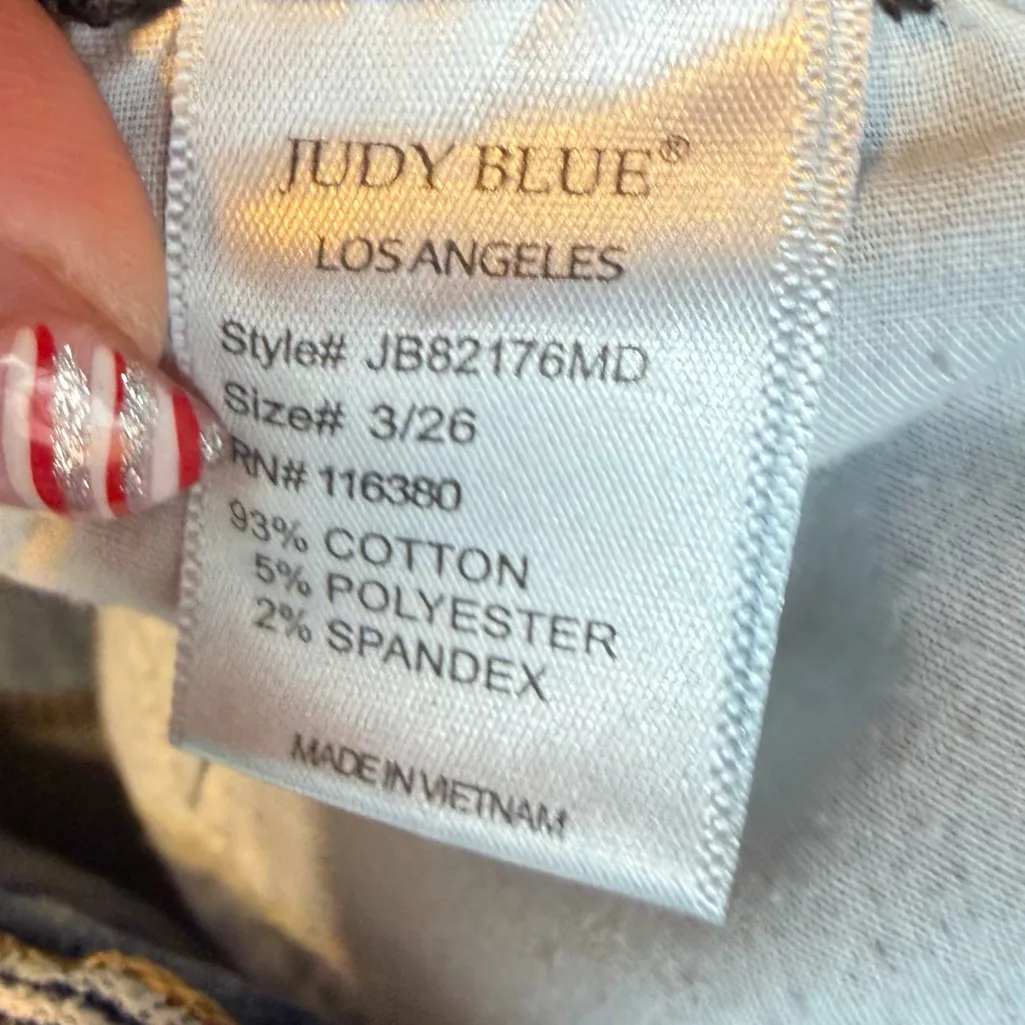 JUDY BLUE®
LOS ANGELES
Style# JB82176MD
Size# 3/26
RN# 116380
93% COTTON
5% POLYESTER
2% SPANDEX
MADE IN VIETNAM